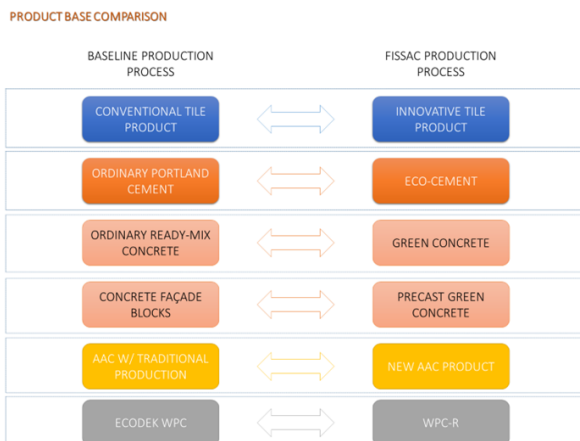 PRODUCT BASE COMPARISON
BASELINE PRODUCTION
PROCESS
FISSAC PRODUCTION
PROCESS
CONVENTIONAL TILE
PRODUCT
INNOVATIVE TILE
PRODUCT
ORDINARY PORTLAND
CEMENT
ECO-CEMENT
ORDINARY READY-MIX
CONCRETE
GREEN CONCRETE
CONCRETE FAÇADE
BLOCKS
PRECAST GREEN
CONCRETE
AAC W/ TRADITIONAL
PRODUCTION
NEW AAC PRODUCT
ECODEK WPC
WPC-R